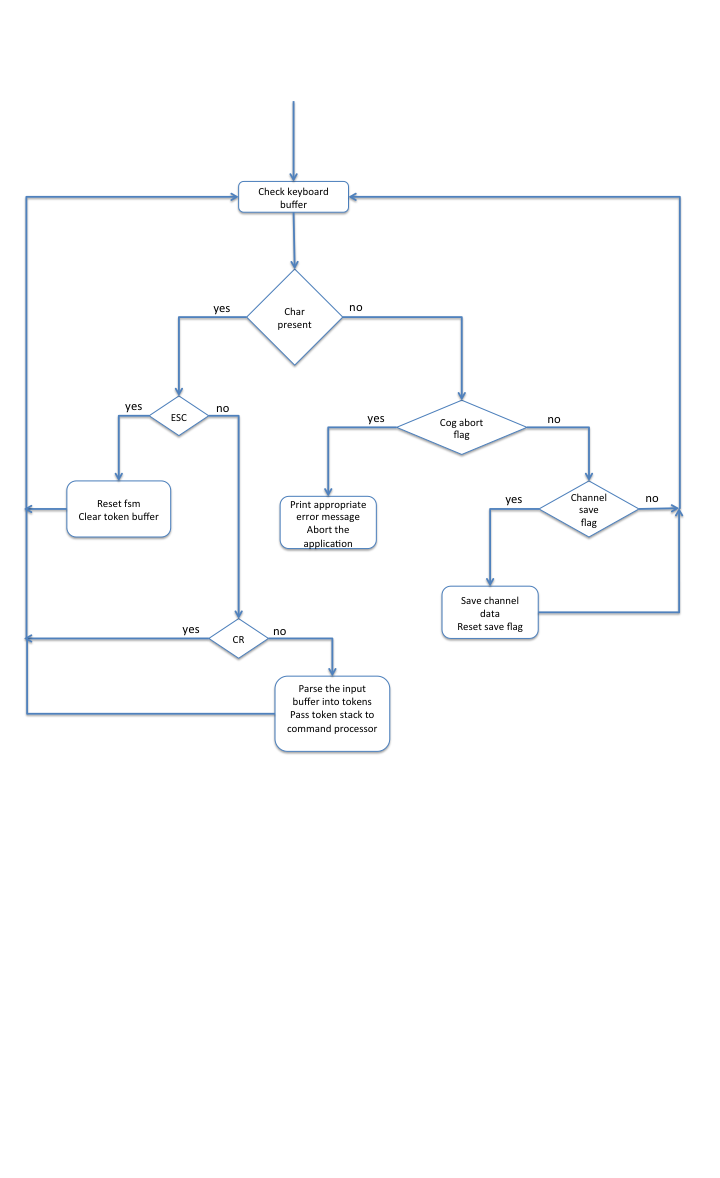 Check keyboard
buffer
yes
Char
present
no
yes
ESC
no
yes
Cog abort
flag
no
Reset fsm
Clear token buffer
Print appropriate
error message
Abort the
application
yes
Channel
save
flag
no
Save channel
data
Reset save flag
yes
CR
no
Parse the input
buffer into tokens
Pass token stack to
command processor